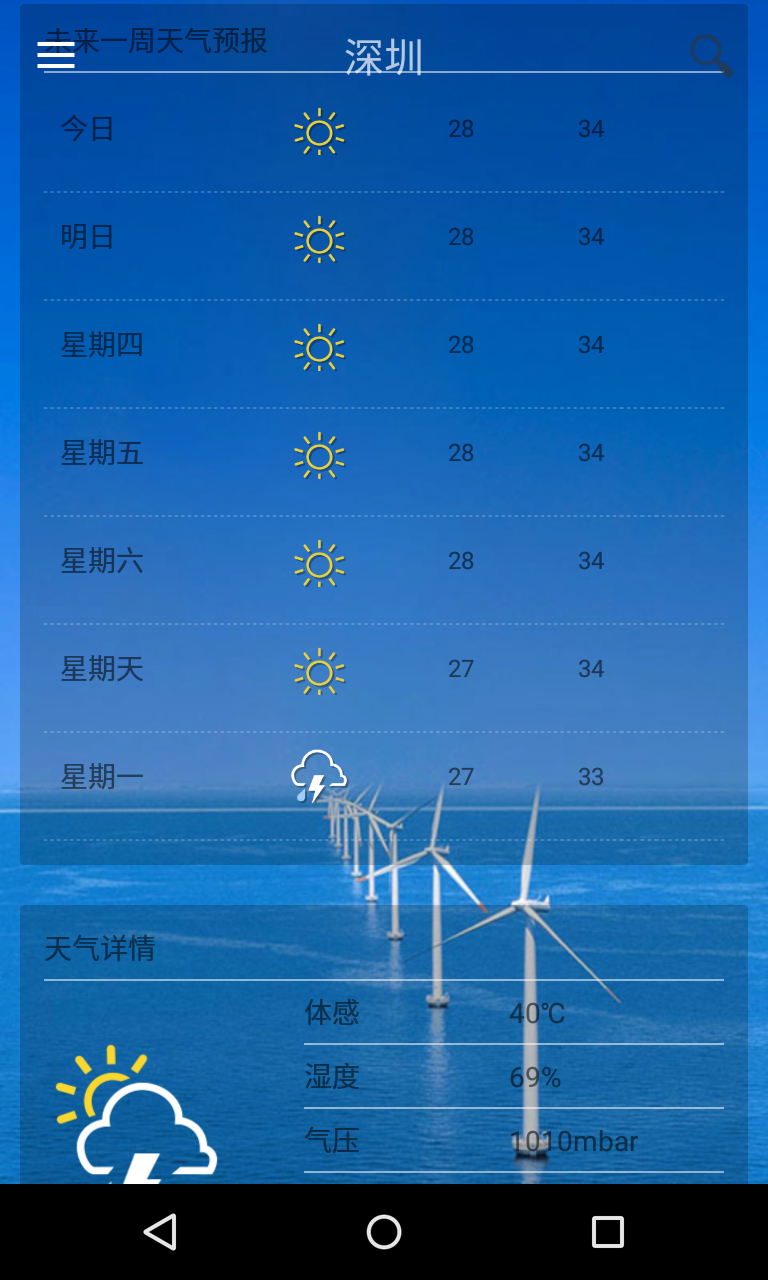 未来一周天气预报
深圳
今日 28 34
明日 28 34
星期四 28 34
星期五 28 34
星期六 28 34
星期天 27 34
星期一 27 33
天气详情
体感 40℃
湿度 69%
气压 1010mbar